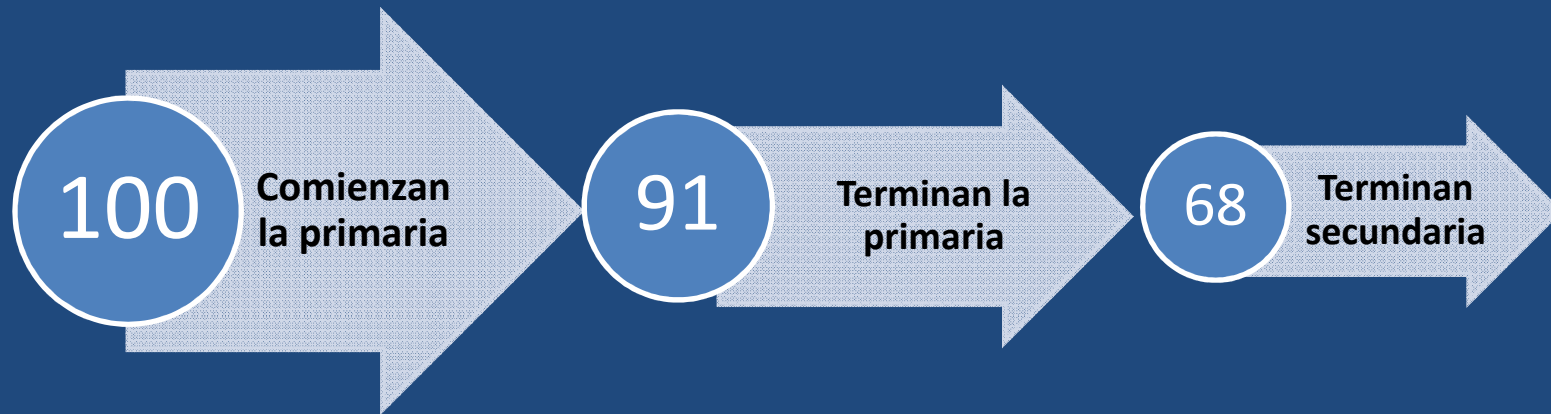 100
Comienzan
la primaria
91
Terminan la
primaria
68
Terminan
secundaria